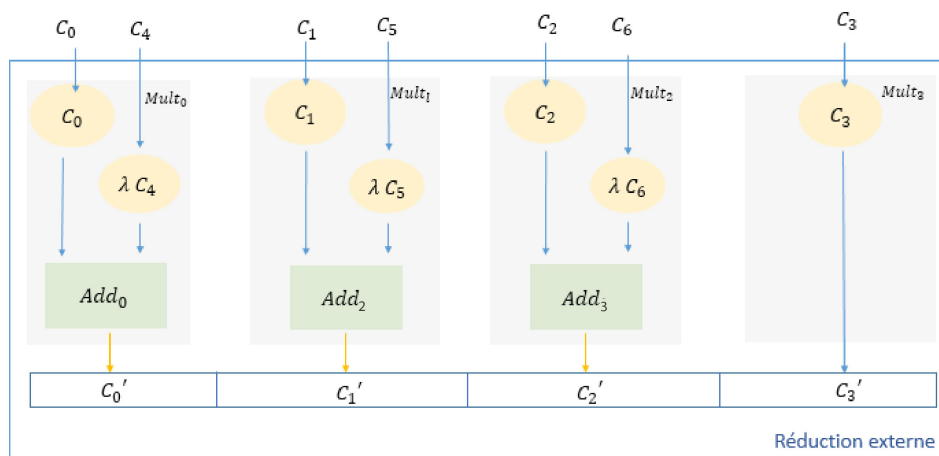 C₀ C₄ C₁ C₅ C₂ C₆ C₃
Mult₀ Mult₁ Mult₂ Mult₃
C₀ C₁ C₂ C₃
λ C₄ λ C₅ λ C₆
Add₀ Add₂ Add₃
C₀′ C₁′ C₂′ C₃′
Réduction externe